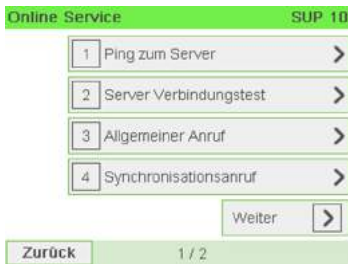 Online Service SUP 10
1 Ping zum Server
2 Server Verbindungstest
3 Allgemeiner Anruf
4 Synchronisationsanruf
Weiter
Zurück 1 / 2